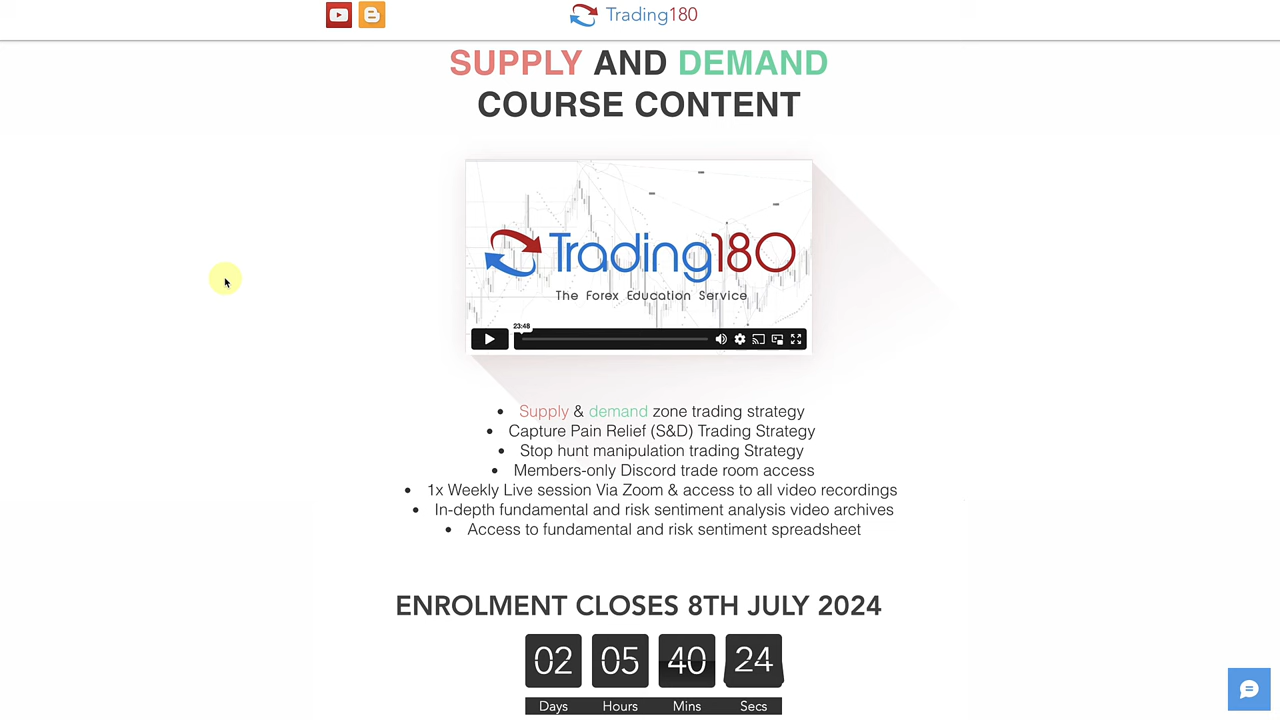 Trading180
SUPPLY AND DEMAND
COURSE CONTENT
Trading180
The Forex Education Service
23:48
• Supply & demand zone trading strategy
• Capture Pain Relief (S&D) Trading Strategy
• Stop hunt manipulation trading Strategy
• Members-only Discord trade room access
• 1x Weekly Live session Via Zoom & access to all video recordings
• In-depth fundamental and risk sentiment analysis video archives
• Access to fundamental and risk sentiment spreadsheet
ENROLMENT CLOSES 8TH JULY 2024
02 05 40 24
Days Hours Mins Secs